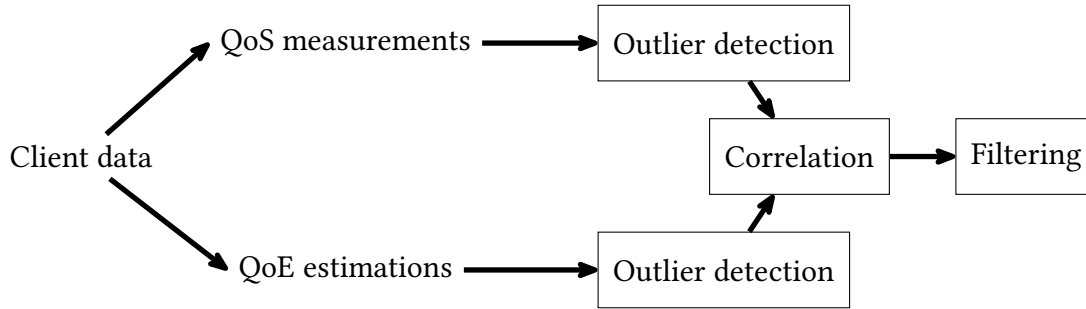 QoS measurements
Outlier detection
Client data
Correlation
Filtering
QoE estimations
Outlier detection